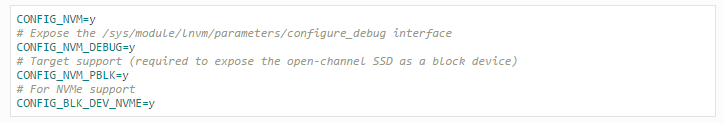 CONFIG_NVM=y
# Expose the /sys/module/lnvm/parameters/configure_debug interface
CONFIG_NVM_DEBUG=y
# Target support (required to expose the open-channel SSD as a block device)
CONFIG_NVM_PBLK=y
# For NVMe support
CONFIG_BLK_DEV_NVME=y